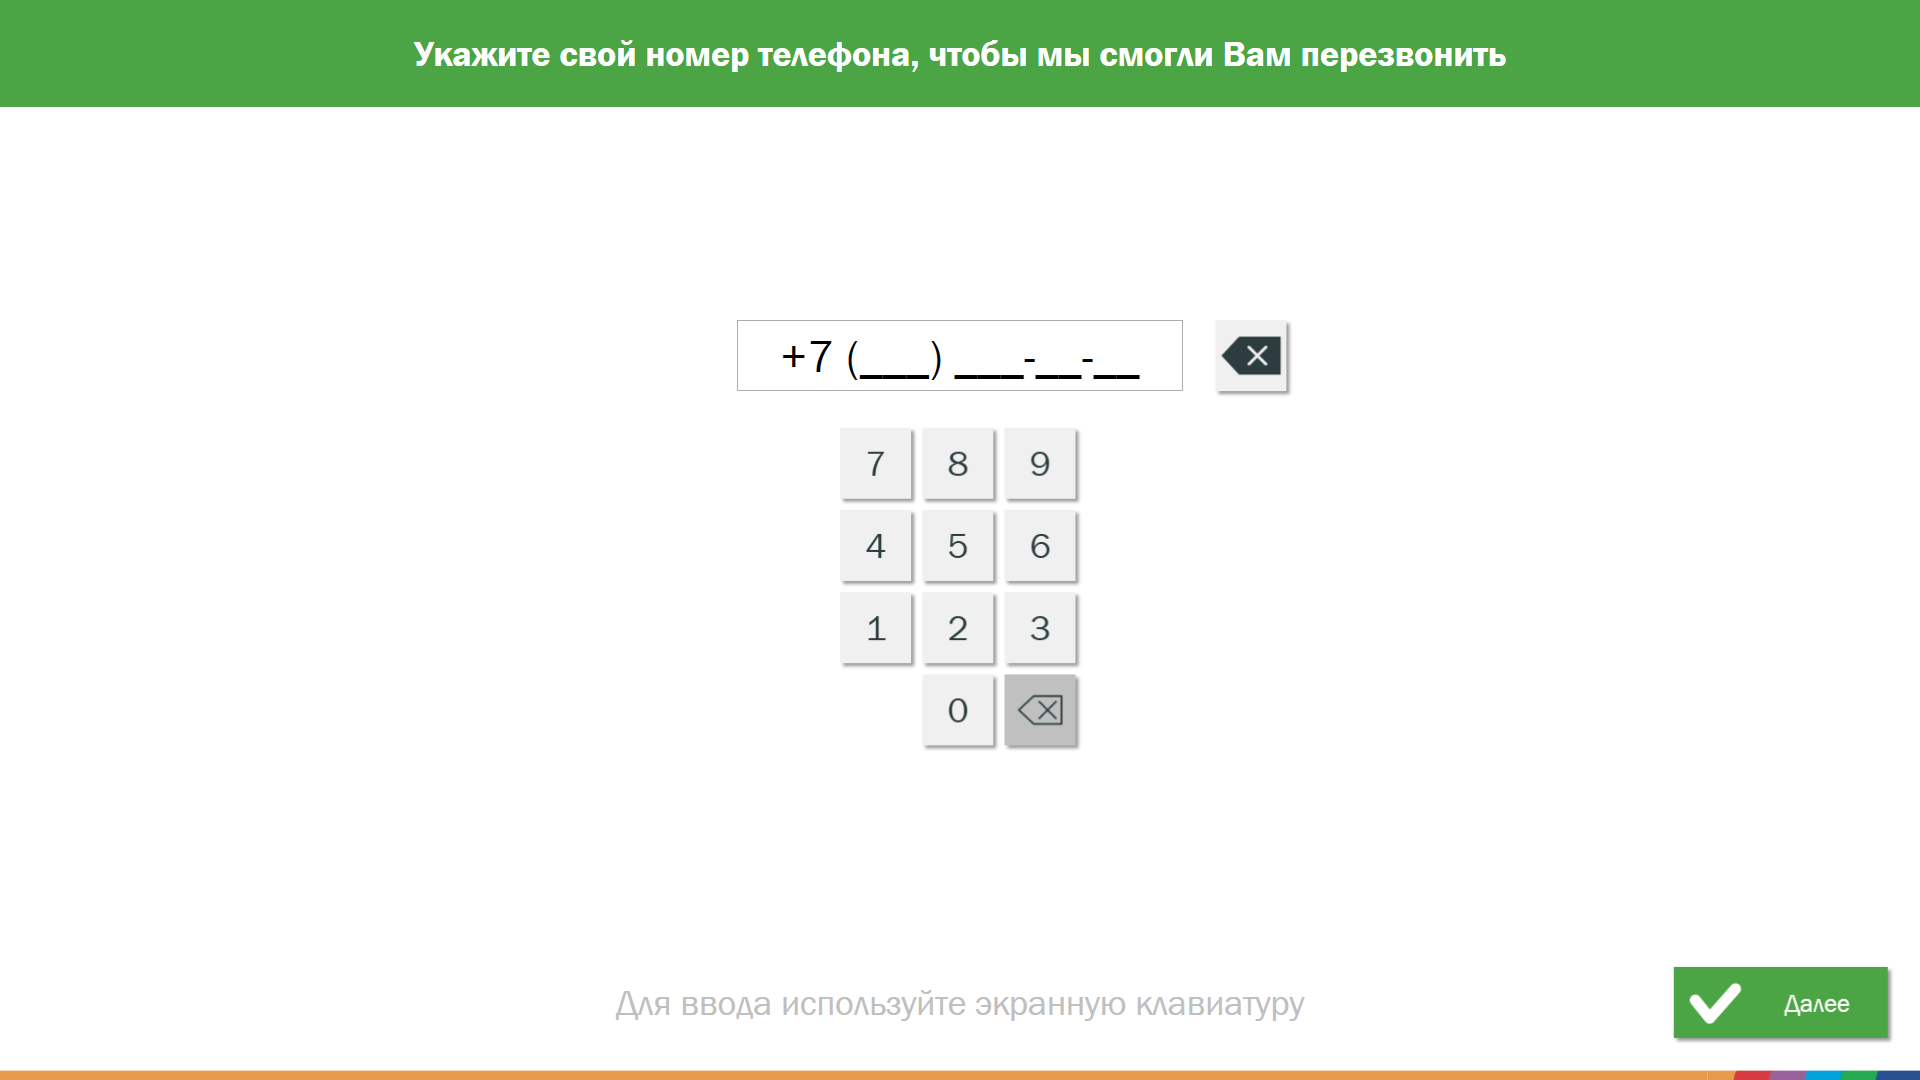 Укажите свой номер телефона, чтобы мы смогли Вам перезвонить
+7 (___) ___-__-__
7 8 9
4 5 6
1 2 3
0
Для ввода используйте экранную клавиатуру
Далее